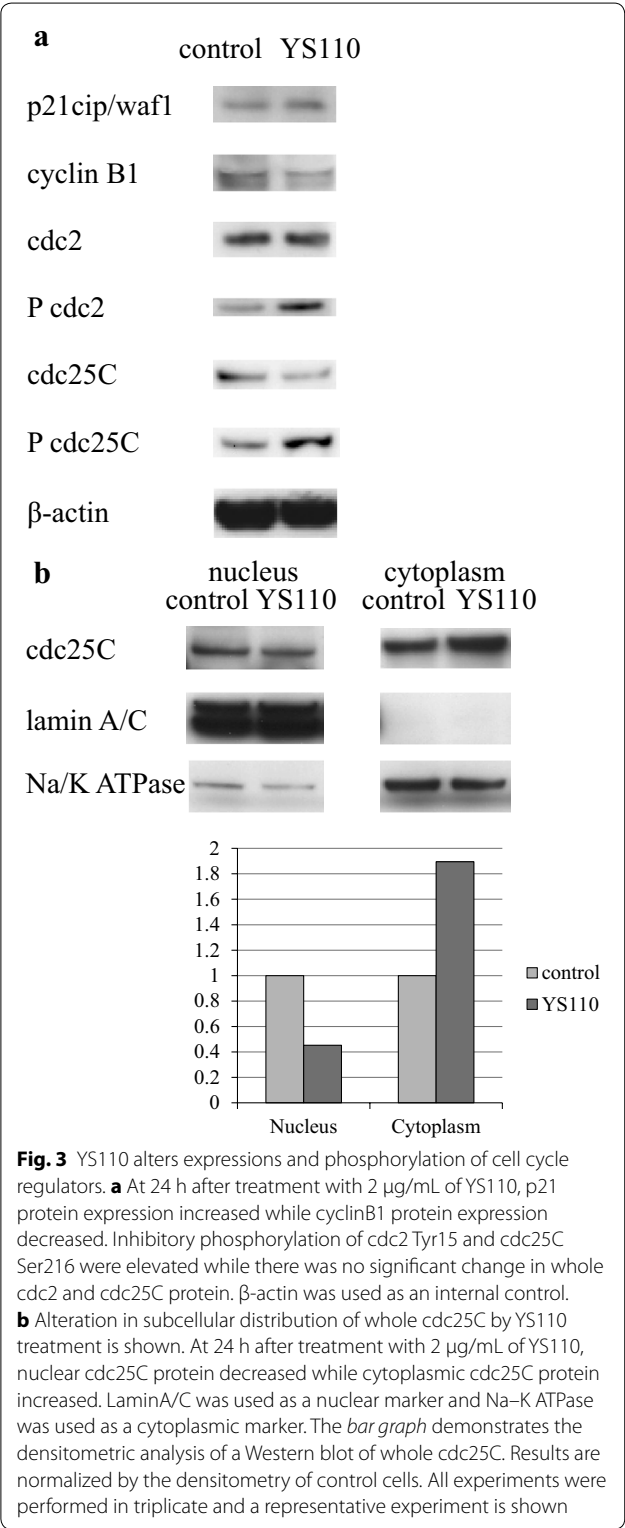 a
control YS110
p21cip/waf1
cyclin B1
cdc2
P cdc2
cdc25C
P cdc25C
β-actin
b
nucleus cytoplasm
control YS110 control YS110
cdc25C
lamin A/C
Na/K ATPase
2
1.8
1.6
1.4
1.2
1
0.8
0.6
0.4
0.2
0
control
YS110
Nucleus Cytoplasm
Fig. 3 YS110 alters expressions and phosphorylation of cell cycle
regulators. a At 24 h after treatment with 2 μg/mL of YS110, p21
protein expression increased while cyclinB1 protein expression
decreased. Inhibitory phosphorylation of cdc2 Tyr15 and cdc25C
Ser216 were elevated while there was no significant change in whole
cdc2 and cdc25C protein. β-actin was used as an internal control.
b Alteration in subcellular distribution of whole cdc25C by YS110
treatment is shown. At 24 h after treatment with 2 μg/mL of YS110,
nuclear cdc25C protein decreased while cytoplasmic cdc25C protein
increased. LaminA/C was used as a nuclear marker and Na–K ATPase
was used as a cytoplasmic marker. The bar graph demonstrates the
densitometric analysis of a Western blot of whole cdc25C. Results are
normalized by the densitometry of control cells. All experiments were
performed in triplicate and a representative experiment is shown